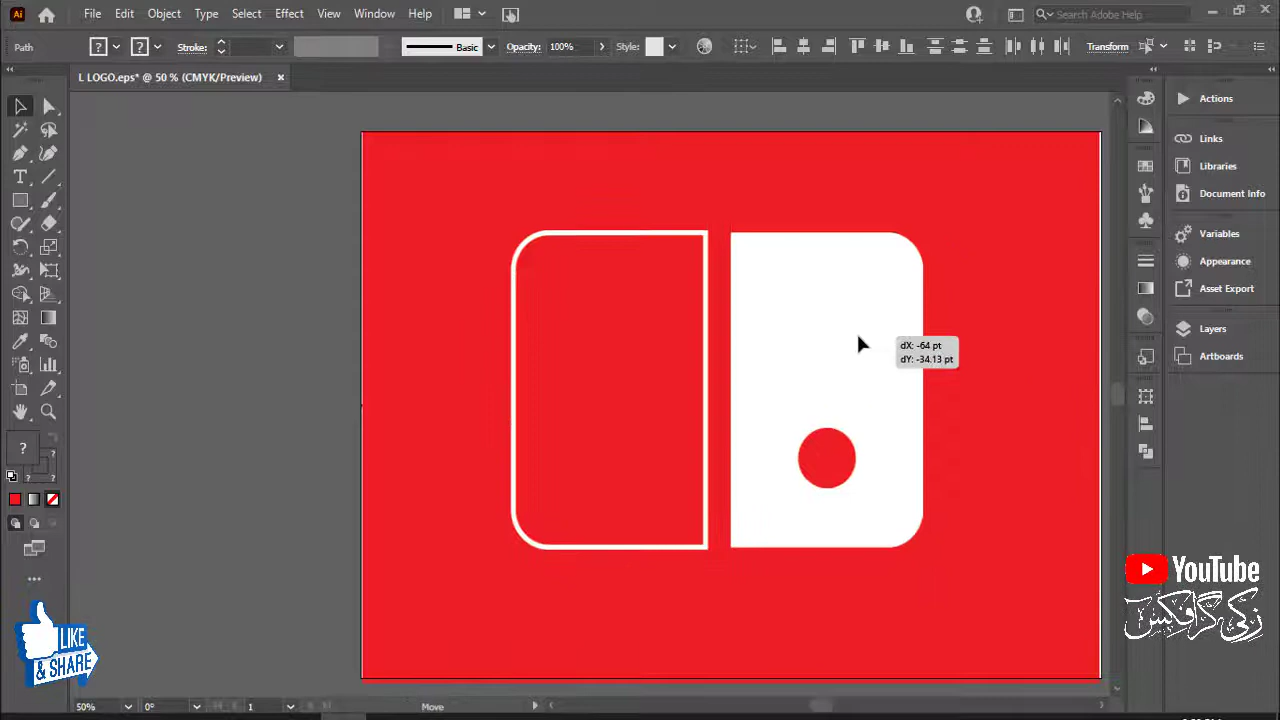 File Edit Object Type Select Effect View Window Help
Search Adobe Help
Path
?
?
Stroke:
Basic
Opacity: 100%
Style:
Transform
L LOGO.eps* @ 50 % (CMYK/Preview)
Actions
Links
Libraries
Document Info
Variables
Appearance
Asset Export
Layers
Artboards
dX: -64 pt
dY: -34.13 pt
?
?
?
YouTube
زکی گرافکس
LIKE
& SHARE
50%
0°
1
Move